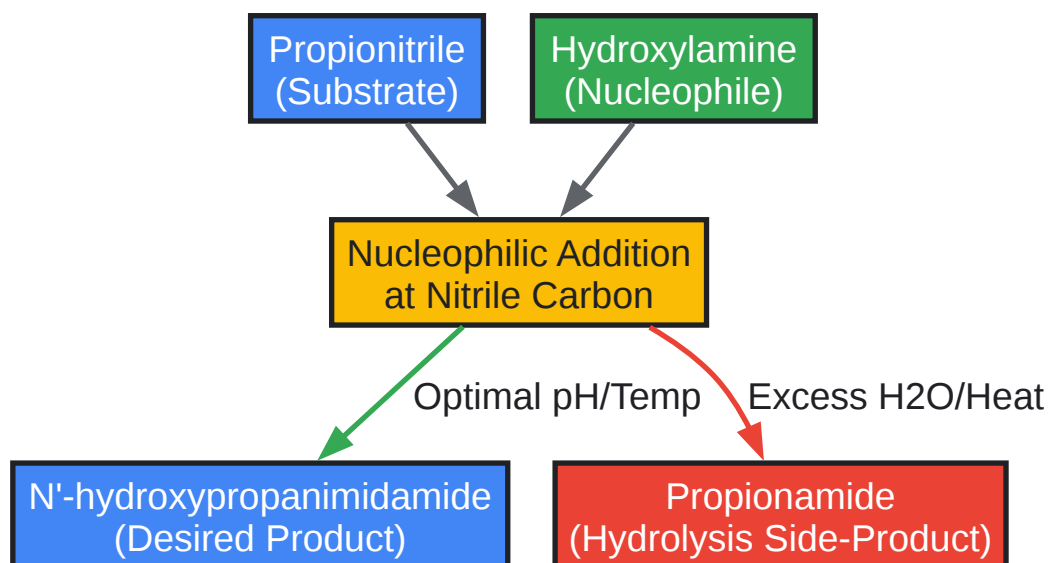 Propionitrile
(Substrate)
Hydroxylamine
(Nucleophile)
Nucleophilic Addition
at Nitrile Carbon
Optimal pH/Temp
Excess H2O/Heat
N'-hydroxypropanimidamide
(Desired Product)
Propionamide
(Hydrolysis Side-Product)